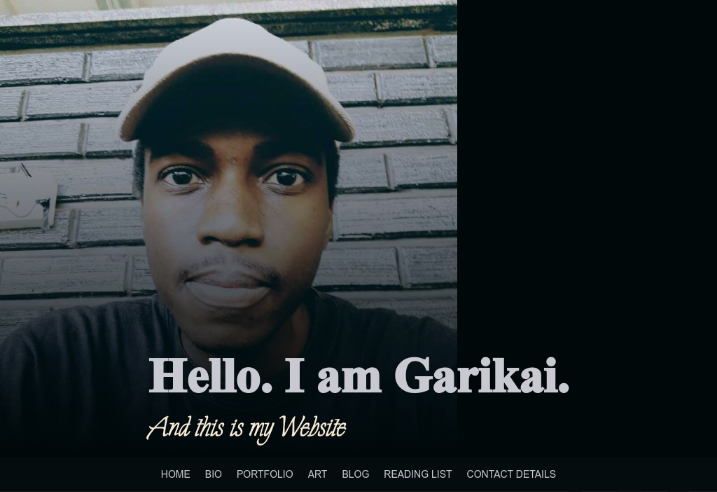 Hello. I am Garikai.
And this is my Website
HOME BIO PORTFOLIO ART BLOG READING LIST CONTACT DETAILS